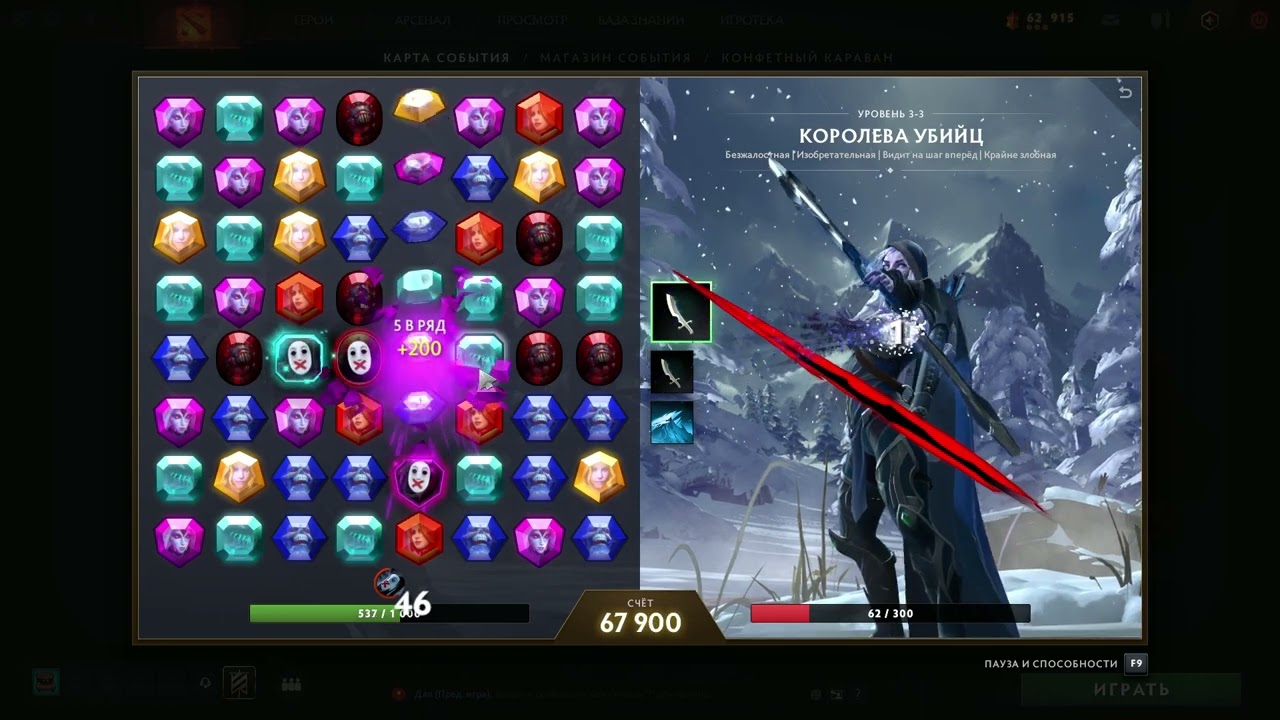 ГЕРОИ АРСЕНАЛ ПРОСМОТР БАЗА ЗНАНИЙ ИГРОТЕКА 62 915
КАРТА СОБЫТИЯ / МАГАЗИН СОБЫТИЯ / КОНФЕТНЫЙ КАРАВАН
УРОВЕНЬ 3-3
КОРОЛЕВА УБИЙЦ
Безжалостная | Изобретательная | Видит на шаг вперёд | Крайне злобная
5 В РЯД
+200
1
46
537 / 1 000
СЧЁТ
67 900
62 / 300
ПАУЗА И СПОСОБНОСТИ F9
ИГРАТЬ